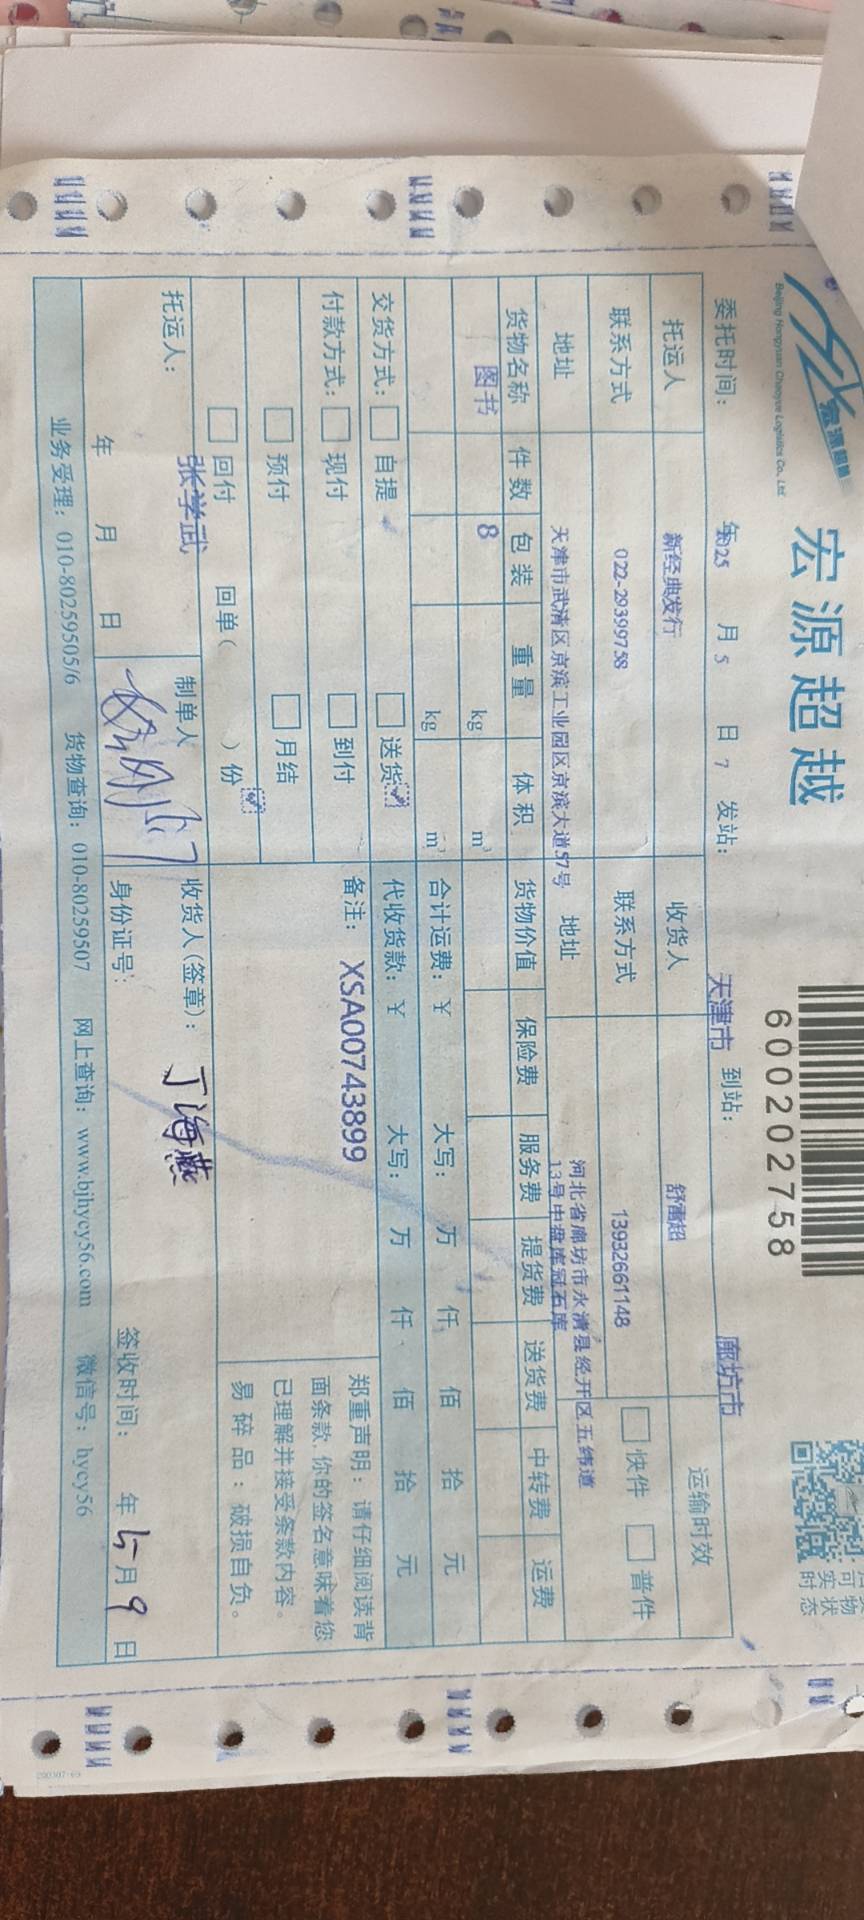 宏源超越
Beijing Hongyuan Chaoyue Logistics Co., Ltd
宏源超越
600202758
委托时间： 2025 年 月 5 日 7 发站： 天津市 到站： 廊坊市
托运人 新经典发行 收货人 舒雷超 运输时效
联系方式 022-29399758 联系方式 13932661148 快件 普件
地址 天津市武清区京滨工业园区京滨大道57号 地址 河北省廊坊市永清县经开区五纬道
13号中盘库冠石库
货物名称 件数 包装 重量 体积 货物价值 保险费 服务费 提货费 送货费 中转费 运费
图书 8 kg m³
kg m³ 合计运费：￥ 大写： 万 仟 佰 拾 元
交货方式： 自提 送货 代收货款：￥ 大写： 万 仟 佰 拾 元
付款方式： 现付 到付 备注： XSA00743899
预付 月结
回付 回单（ ）份
郑重声明：请仔细阅读背
面条款，你的签名意味着您
已理解并接受条款内容。
易碎品：破损自负。
托运人： 张学武 制单人 收货人（签章）： 丁海燕
年 月 日 身份证号： 签收时间： 年 5 月 9 日
业务受理：010-80259505/6 货物查询：010-80259507 网上查询：www.bjhycy56.com 微信号：hycy56